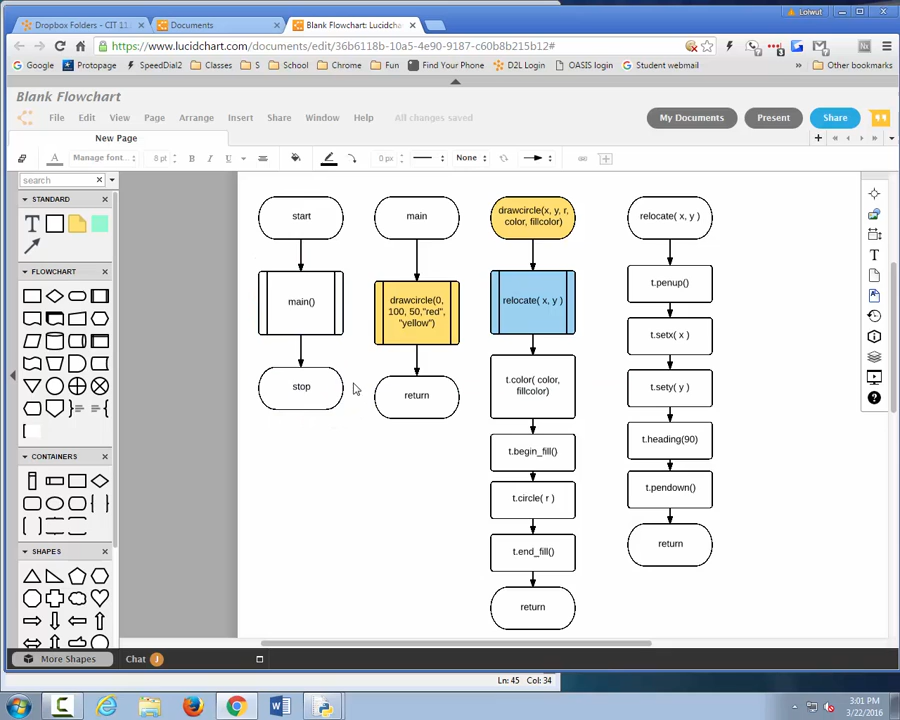 Dropbox Folders - CIT 11
Documents
Blank Flowchart: Lucidchart
Loiwut
https://www.lucidchart.com/documents/edit/36b6118b-10a5-4e90-9187-c60b8b215b12#
Google
Protopage
SpeedDial2
Classes
S
School
Chrome
Fun
Find Your Phone
D2L Login
OASIS login
Student webmail
»
Other bookmarks
Blank Flowchart
File
Edit
View
Page
Arrange
Insert
Share
Window
Help
All changes saved
My Documents
Present
Share
New Page
Manage font...
8 pt
B
I
U
0 px
None
search
STANDARD
T
FLOWCHART
CONTAINERS
SHAPES
start
main()
stop
main
drawcircle(0,
100, 50,"red",
"yellow")
return
drawcircle(x, y, r,
color, fillcolor)
relocate( x, y )
t.color( color,
fillcolor)
t.begin_fill()
t.circle( r )
t.end_fill()
return
relocate( x, y )
t.penup()
t.setx( x )
t.sety( y )
t.heading(90)
t.pendown()
return
More Shapes
Chat
J
Ln: 45
Col: 34
3:01 PM
3/22/2016